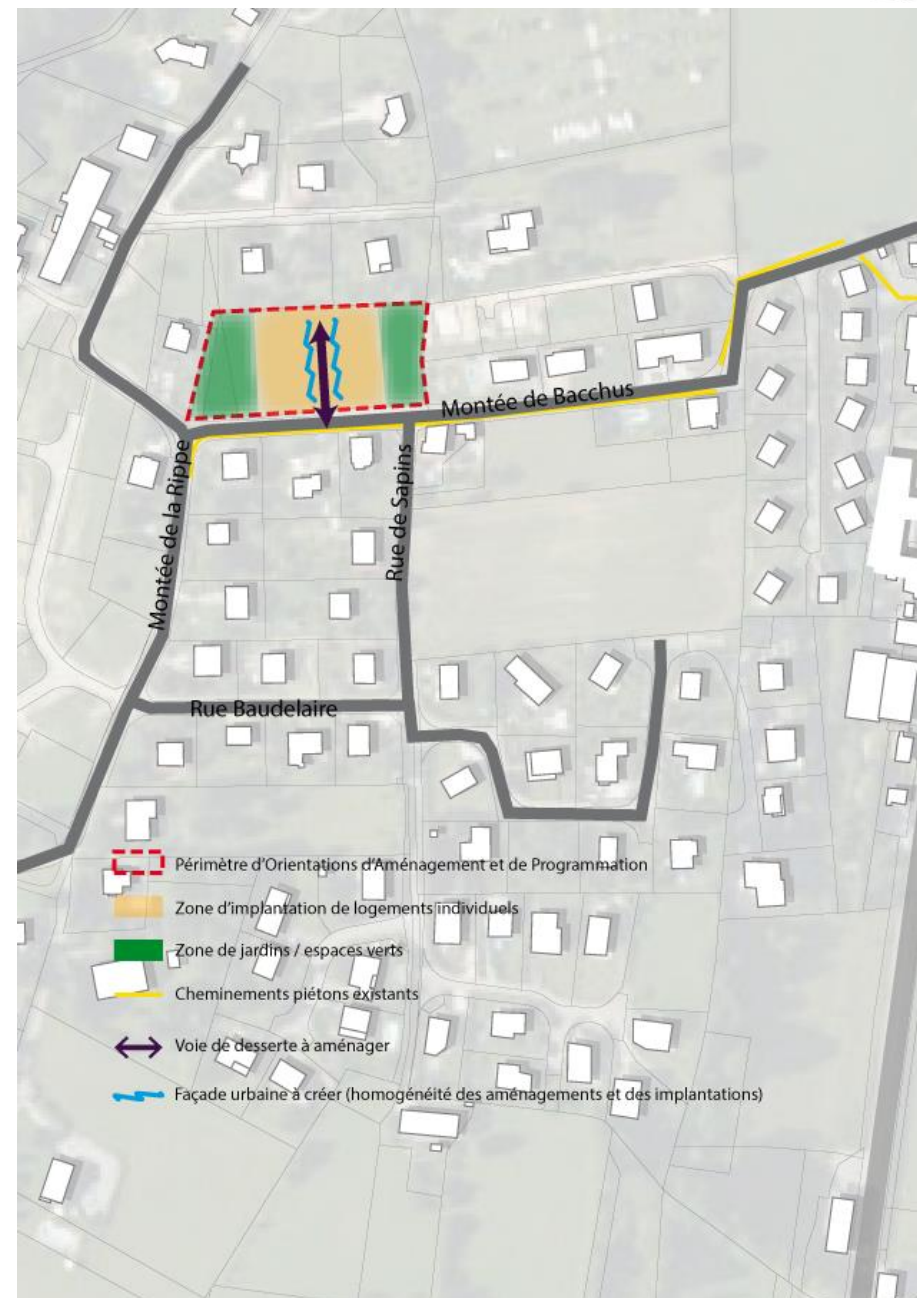 Montée de Bacchus
Montée de la Rippe
Rue de Sapins
Rue Baudelaire
Périmètre d'Orientations d'Aménagement et de Programmation
Zone d'implantation de logements individuels
Zone de jardins / espaces verts
Cheminements piétons existants
Voie de desserte à aménager
Façade urbaine à créer (homogénéité des aménagements et des implantations)